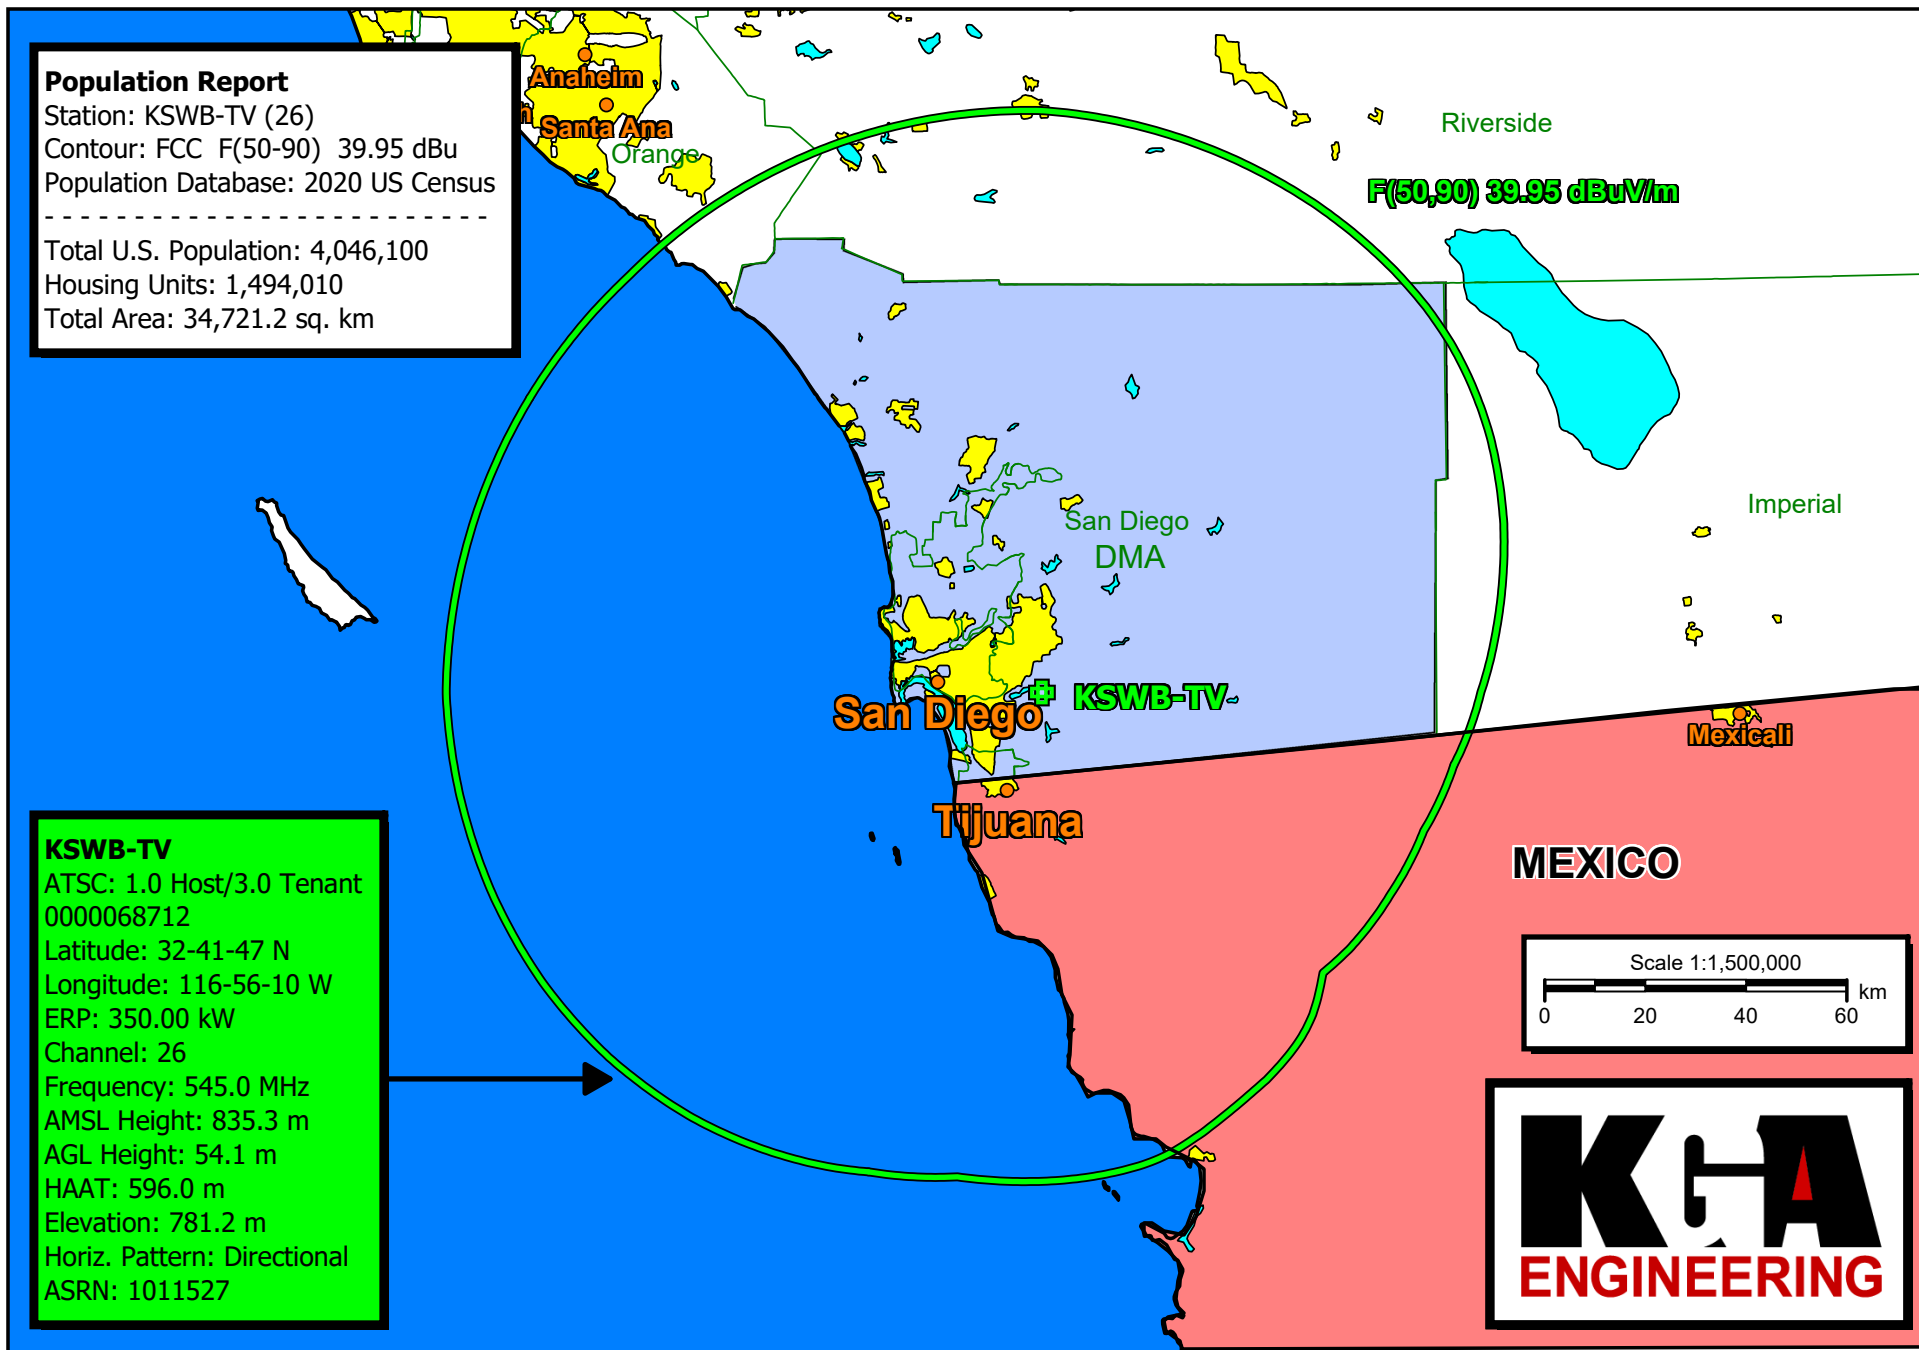 Population Report
Station: KSWB-TV (26)
Contour: FCC F(50-90) 39.95 dBu
Population Database: 2020 US Census
- - - - - - - - - - - - - - - - - - - - - - - - -
Total U.S. Population: 4,046,100
Housing Units: 1,494,010
Total Area: 34,721.2 sq. km
Anaheim
Santa Ana
Orange
Riverside
F(50,90) 39.95 dBuV/m
Imperial
San Diego
DMA
KSWB-TV
San Diego
Mexicali
Tijuana
MEXICO
KSWB-TV
ATSC: 1.0 Host/3.0 Tenant
0000068712
Latitude: 32-41-47 N
Longitude: 116-56-10 W
ERP: 350.00 kW
Channel: 26
Frequency: 545.0 MHz
AMSL Height: 835.3 m
AGL Height: 54.1 m
HAAT: 596.0 m
Elevation: 781.2 m
Horiz. Pattern: Directional
ASRN: 1011527
Scale 1:1,500,000
km
0 20 40 60
KGA
ENGINEERING